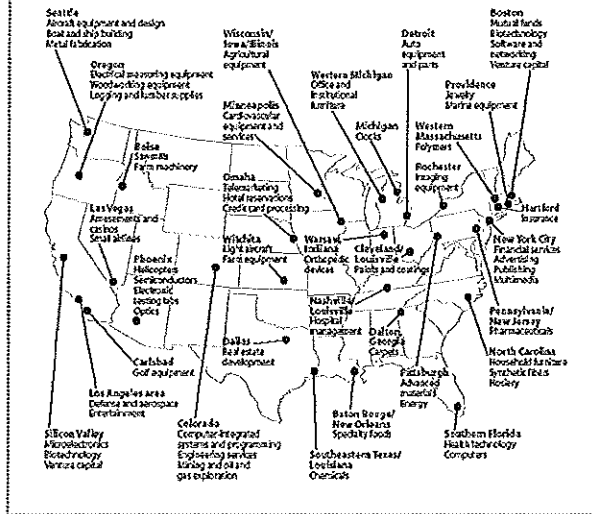 Seattle
Aircraft equipment and design
Boat and ship building
Metal fabrication
Oregon
Electrical measuring equipment
Woodworking equipment
Logging and lumber supplies
Boise
Sawmills
Farm machinery
Las Vegas
Amusements and
casinos
Small airlines
Phoenix
Helicopters
Semiconductors
Electronic
testing labs
Optics
Carlsbad
Golf equipment
Los Angeles area
Defense and aerospace
Entertainment
Silicon Valley
Microelectronics
Biotechnology
Venture capital
Colorado
Computer-integrated
systems and programming
Engineering services
Mining and oil and
gas exploration
Wisconsin/
Iowa/Illinois
Agricultural
equipment
Minneapolis
Cardiovascular
equipment and
services
Omaha
Telemarketing
Hotel reservations
Credit card processing
Wichita
Light aircraft
Farm equipment
Dallas
Real estate
development
Western Michigan
Office and
institutional
furniture
Michigan
Clocks
Warsaw,
Indiana
Orthopedic
devices
Detroit
Auto
equipment
and parts
Cleveland/
Louisville
Paints and coatings
Nashville/
Louisville
Hospital
management
Dalton,
Georgia
Carpets
Baton Rouge/
New Orleans
Specialty foods
Southeastern Texas/
Louisiana
Chemicals
Boston
Mutual funds
Biotechnology
Software and
networking
Venture capital
Providence
Jewelry
Marine equipment
Western
Massachusetts
Polymers
Rochester
Imaging
equipment
Hartford
Insurance
New York City
Financial services
Advertising
Publishing
Multimedia
Pennsylvania/
New Jersey
Pharmaceuticals
Pittsburgh
Advanced
materials
Energy
North Carolina
Household furniture
Synthetic fibers
Hosiery
Southern Florida
Health technology
Computers